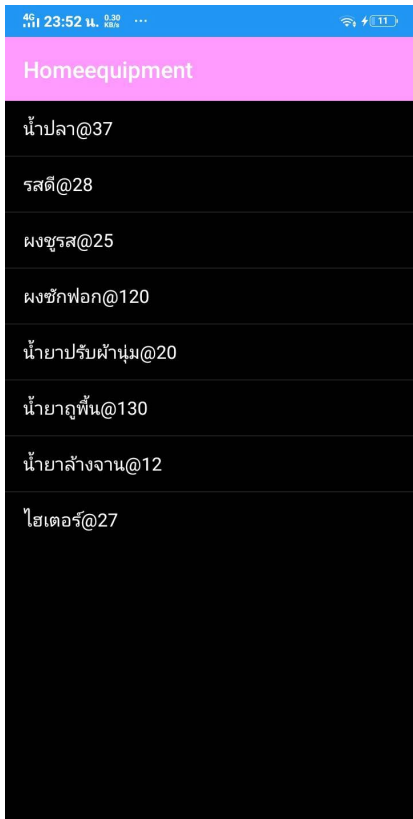 4G 23:52 น. 0.30 KB/s ... 11
Homeequipment
น้ำปลา@37
รสดี@28
ผงชูรส@25
ผงซักฟอก@120
น้ำยาปรับผ้านุ่ม@20
น้ำยาถูพื้น@130
น้ำยาล้างจาน@12
ไฮเตอร์@27